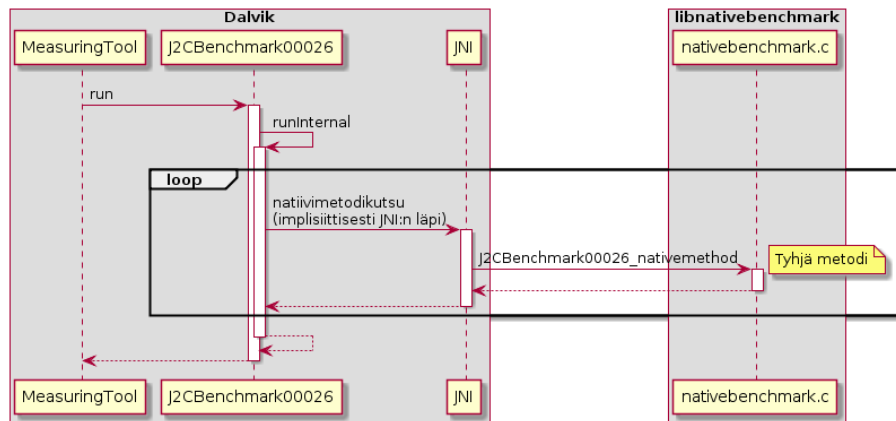 Dalvik
libnativebenchmark
MeasuringTool
J2CBenchmark00026
JNI
nativebenchmark.c
run
runInternal
loop
natiivimetodikutsu
(implisiittisesti JNI:n läpi)
J2CBenchmark00026_nativemethod
Tyhjä metodi
MeasuringTool
J2CBenchmark00026
JNI
nativebenchmark.c